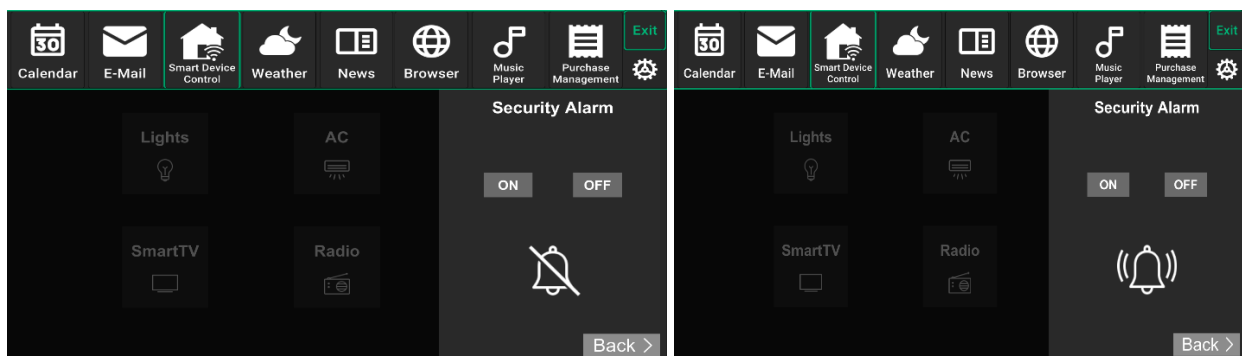 30
Calendar
E-Mail
Smart Device
Control
Weather
News
Browser
Music
Player
Purchase
Management
Exit
Security Alarm
Lights
AC
ON OFF
SmartTV
Radio
Back >
30
Calendar
E-Mail
Smart Device
Control
Weather
News
Browser
Music
Player
Purchase
Management
Exit
Security Alarm
Lights
AC
ON OFF
SmartTV
Radio
Back >